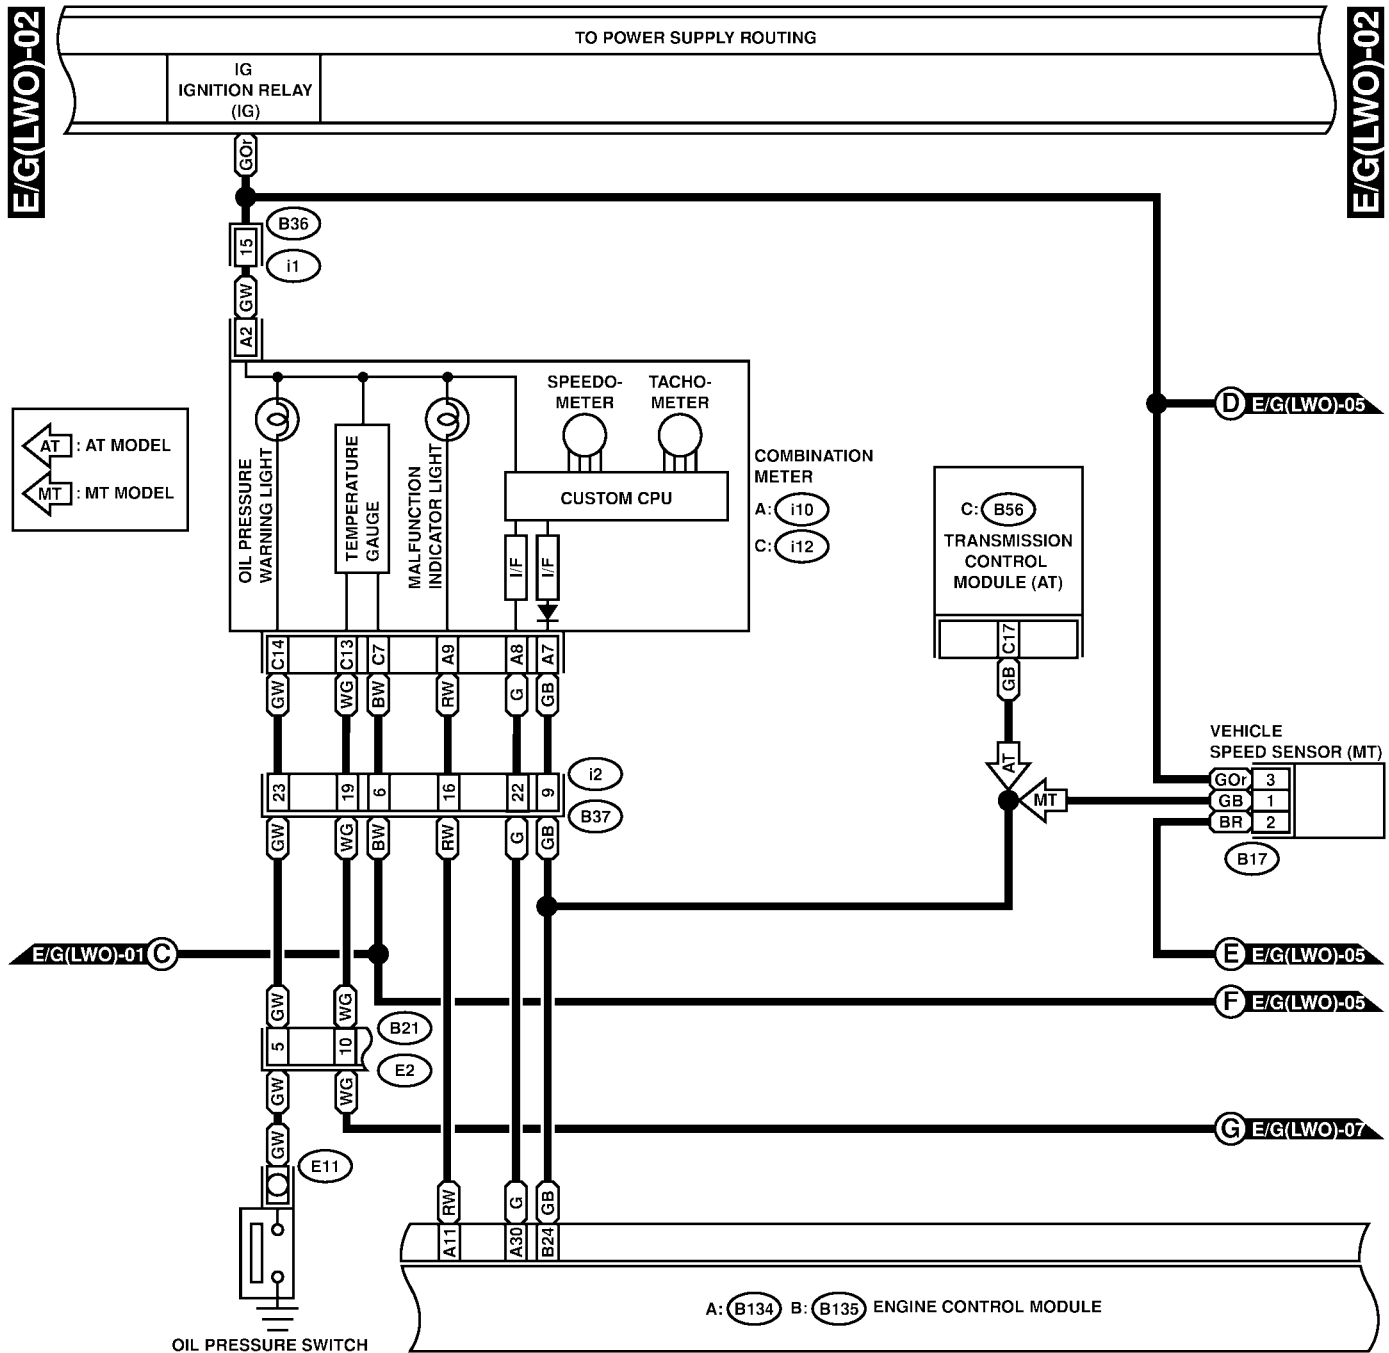 E/G(LWO)-02
TO POWER SUPPLY ROUTING
E/G(LWO)-02
IG
IGNITION RELAY
(IG)
GOr
B36
15
i1
GW
A2
SPEEDO-
METER
TACHO-
METER
D E/G(LWO)-05
AT : AT MODEL
MT : MT MODEL
OIL PRESSURE
WARNING LIGHT
TEMPERATURE
GAUGE
MALFUNCTION
INDICATOR LIGHT
CUSTOM CPU
I/F
I/F
COMBINATION
METER
A: i10
C: i12
C: B56
TRANSMISSION
CONTROL
MODULE (AT)
C14 C13 C7 A9 A8 A7
C17
GW WG BW RW G GB
GB
AT
VEHICLE
SPEED SENSOR (MT)
i2
23 19 6 16 22 9
B37
MT
GOr 3
GB 1
BR 2
GW WG BW RW G GB
B17
E/G(LWO)-01 C
E E/G(LWO)-05
F E/G(LWO)-05
GW WG
B21
5 10
E2
GW WG
G E/G(LWO)-07
GW
E11
RW G GB
A11 A30 B24
A: B134 B: B135 ENGINE CONTROL MODULE
OIL PRESSURE SWITCH